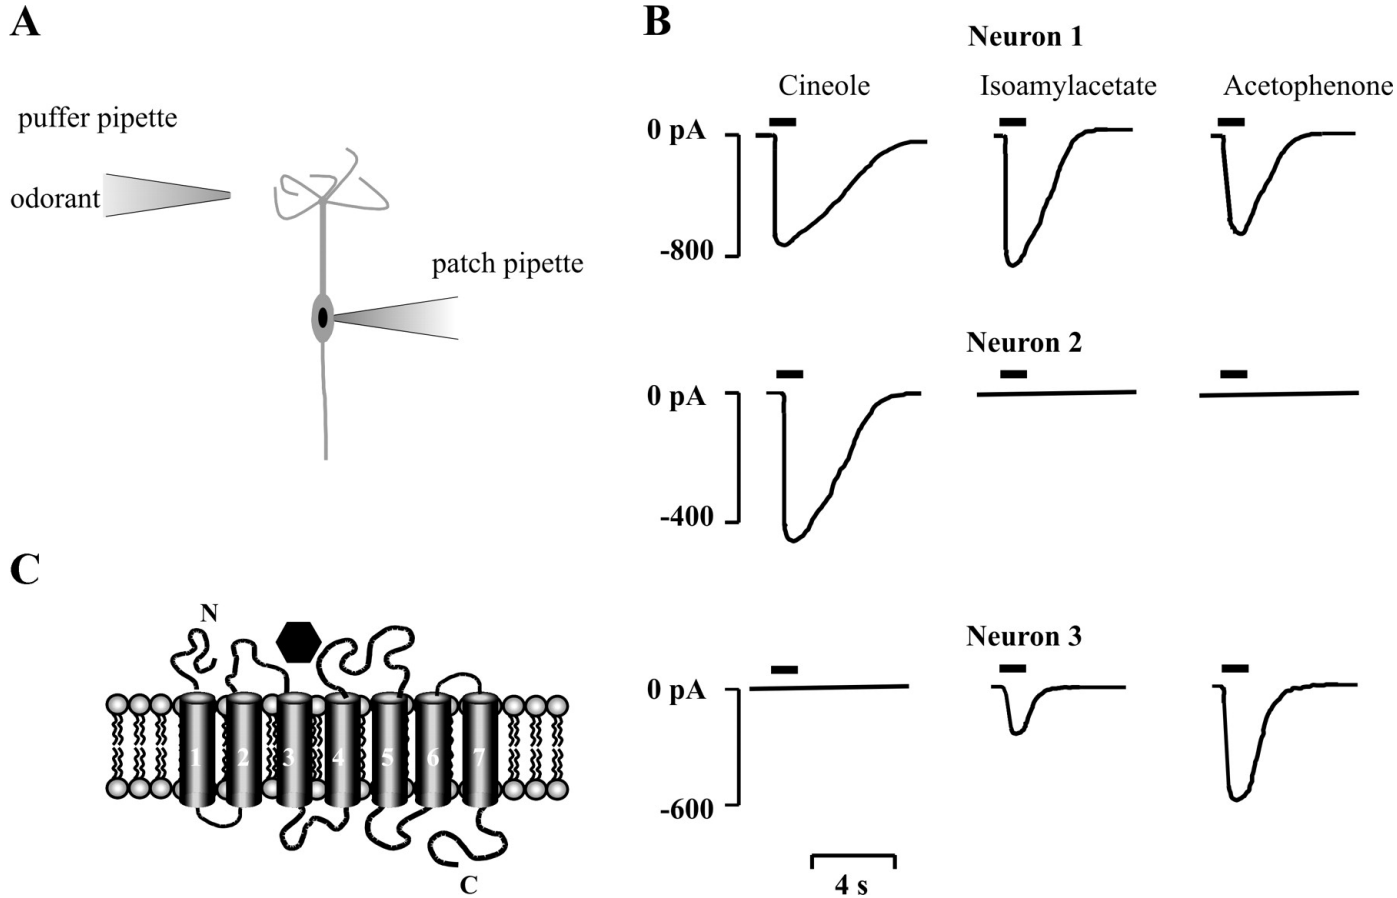 A
puffer pipette
odorant
patch pipette
B
Neuron 1
Cineole Isoamylacetate Acetophenone
0 pA
-800
Neuron 2
0 pA
-400
Neuron 3
0 pA
-600
4 s
C
N
1 2 3 4 5 6 7
C